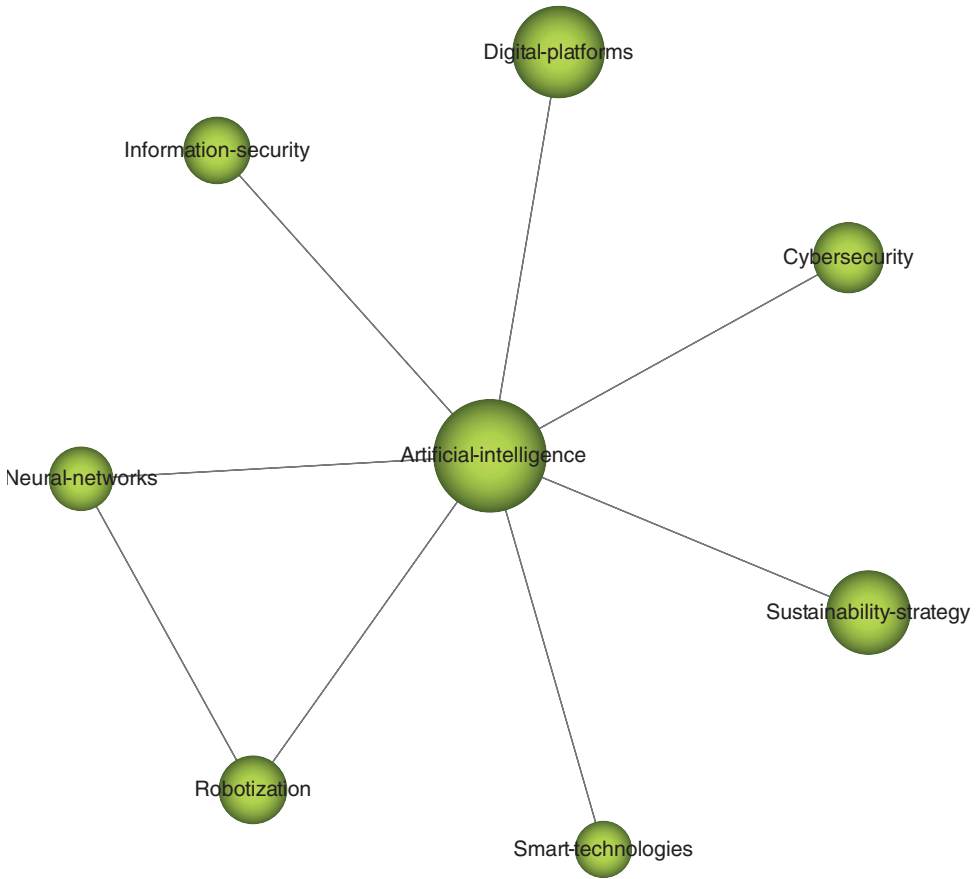 Digital-platforms
Information-security
Cybersecurity
Artificial-intelligence
Neural-networks
Sustainability-strategy
Robotization
Smart-technologies